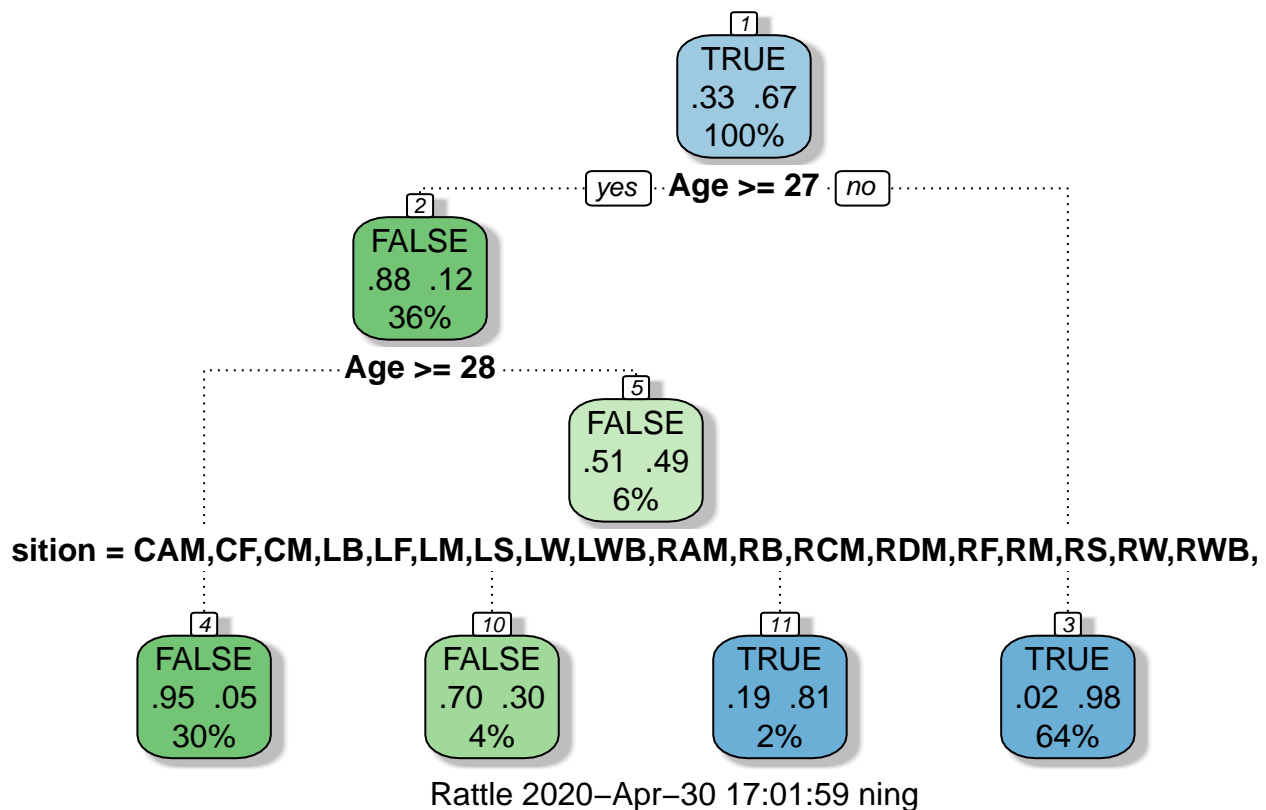 1
TRUE
.33 .67
100%
yes Age >= 27 no
2
FALSE
.88 .12
36%
Age >= 28
5
FALSE
.51 .49
6%
sition = CAM,CF,CM,LB,LF,LM,LS,LW,LWB,RAM,RB,RCM,RDM,RF,RM,RS,RW,RWB,
4
FALSE
.95 .05
30%
10
FALSE
.70 .30
4%
11
TRUE
.19 .81
2%
3
TRUE
.02 .98
64%
Rattle 2020−Apr−30 17:01:59 ning